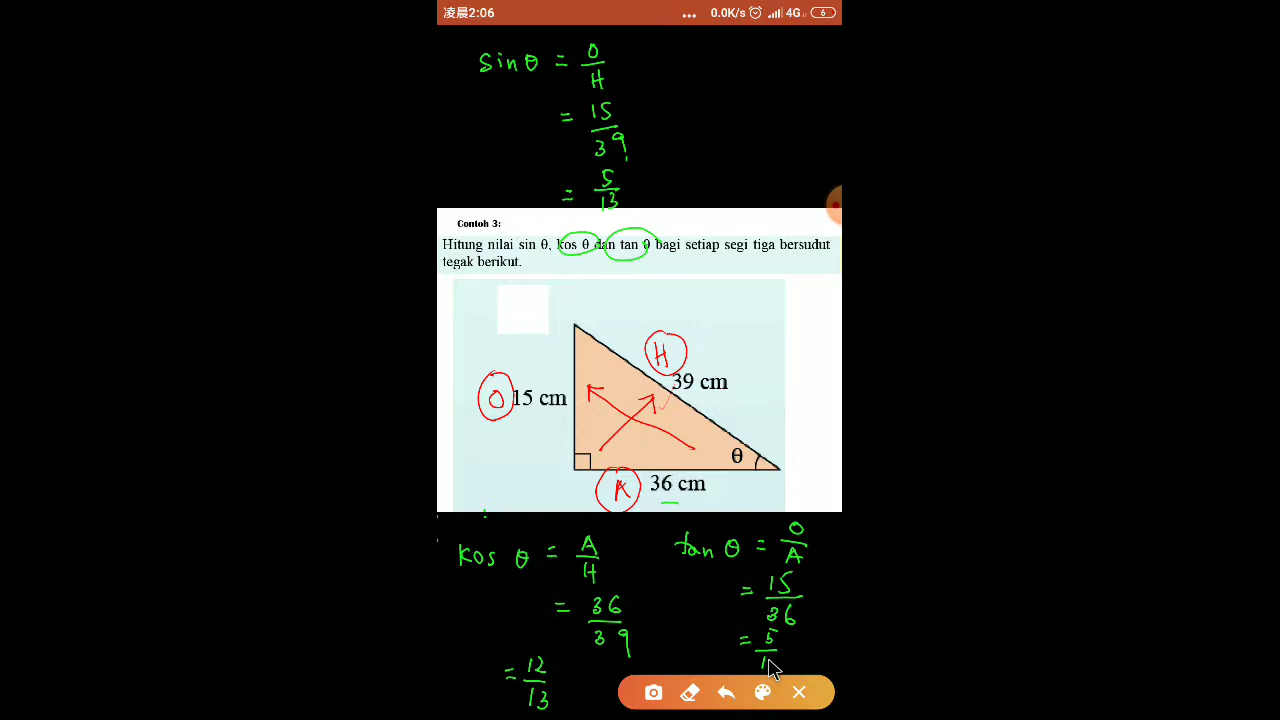 凌晨2:06 ... 0.0K/s 4G 6
sin θ = O/H
= 15/39
= 5/13
Contoh 3:
Hitung nilai sin θ, kos θ dan tan θ bagi setiap segi tiga bersudut
tegak berikut.
H
39 cm
O 15 cm
θ
A 36 cm
kos θ = A/H
= 36/39
= 12/13
tan θ = O/A
= 15/36
= 5/1